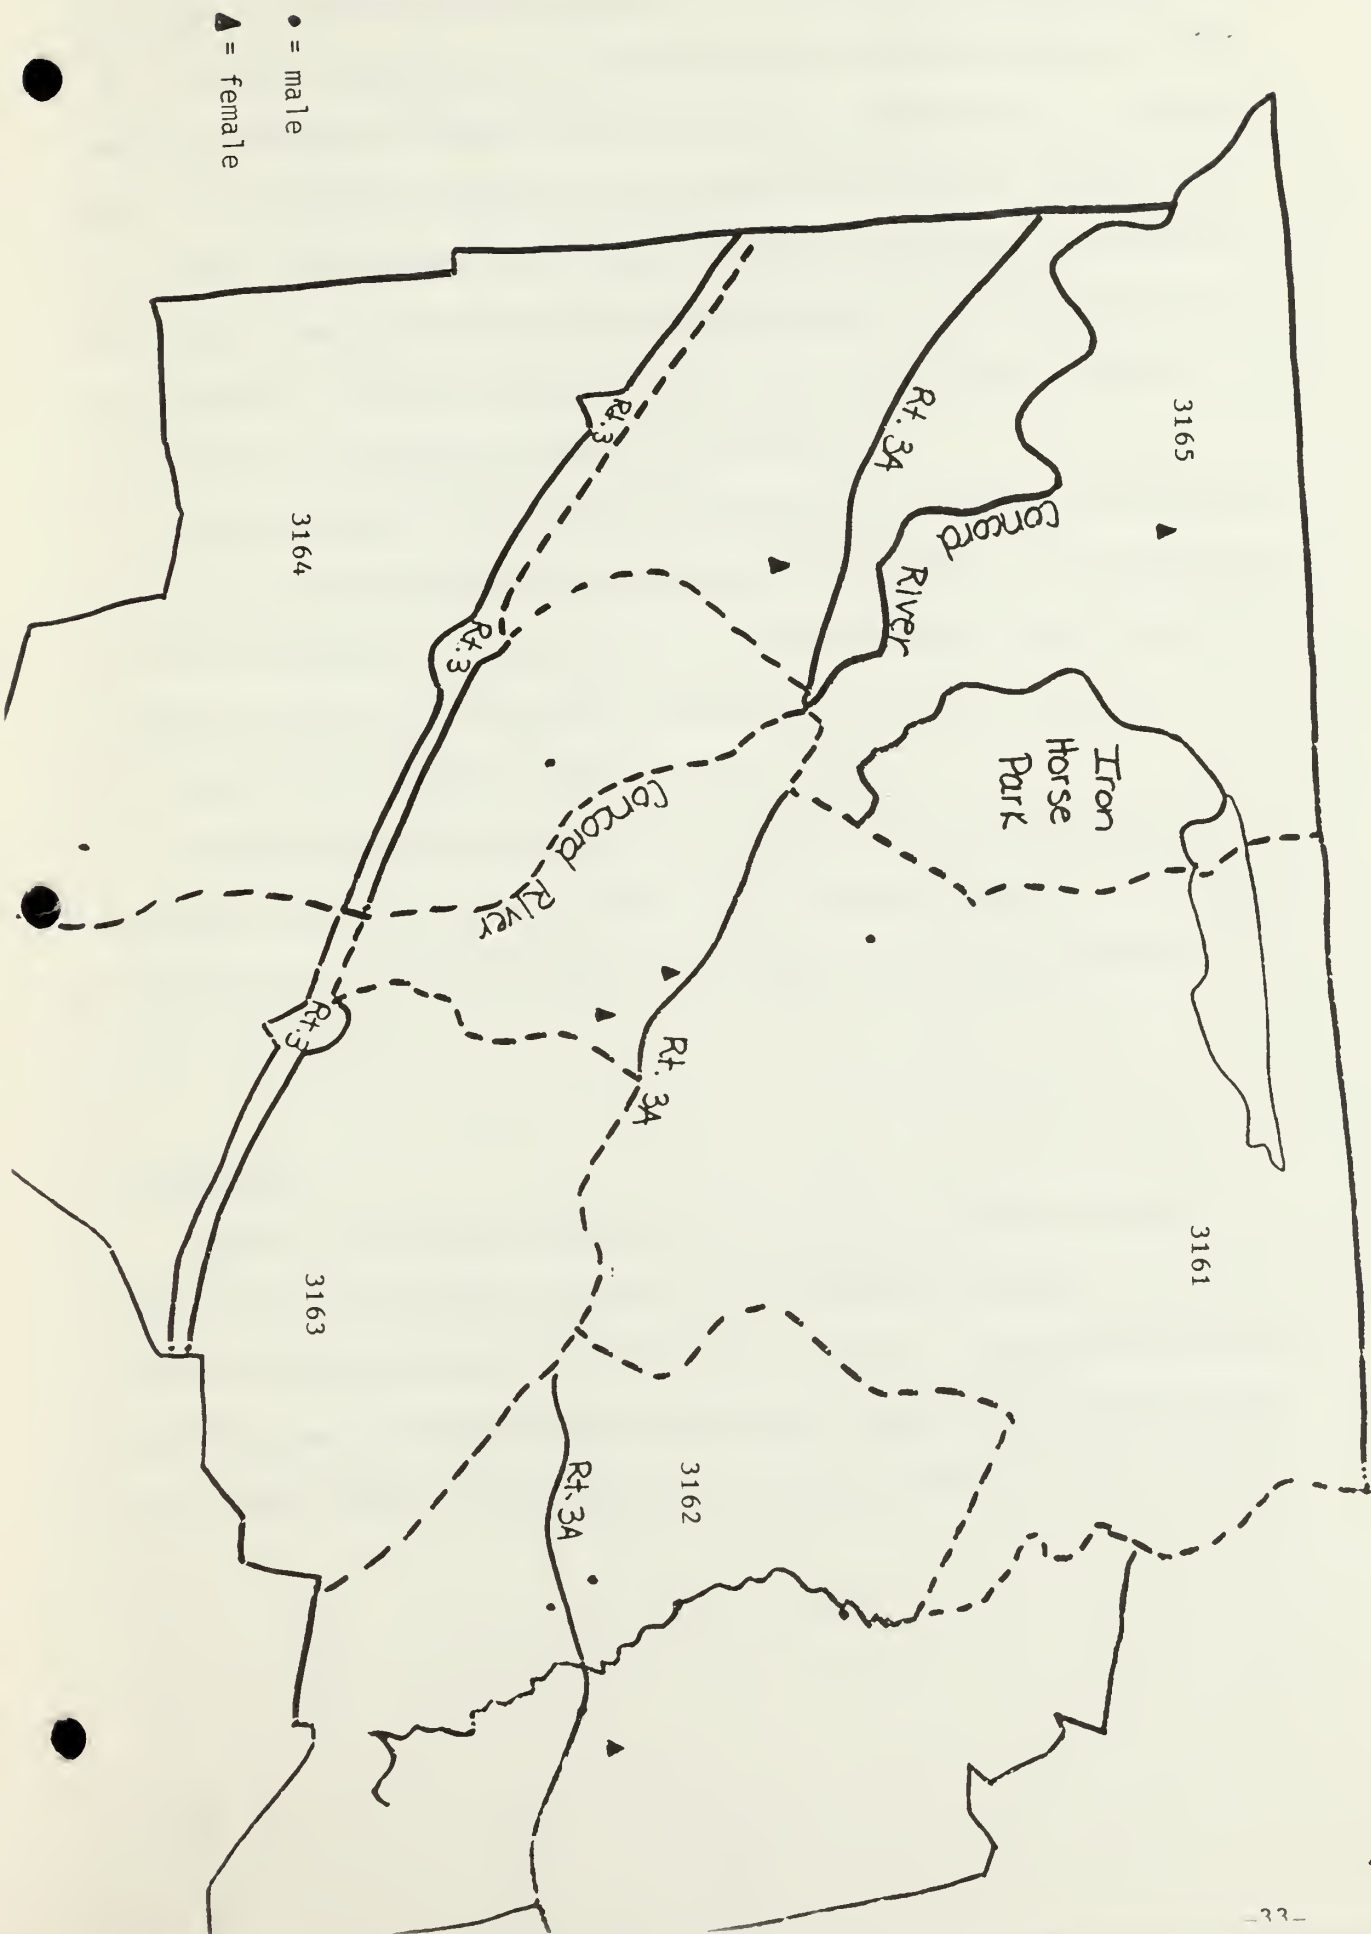 -33-
3165
3161
Iron
Horse
Park
Concord
River
Rt. 3A
Rt. 3A
3162
Rt. 3A
Concord
River
Rt. 3
Rt. 3
Rt. 3
3164
3163
● = male
▲ = female